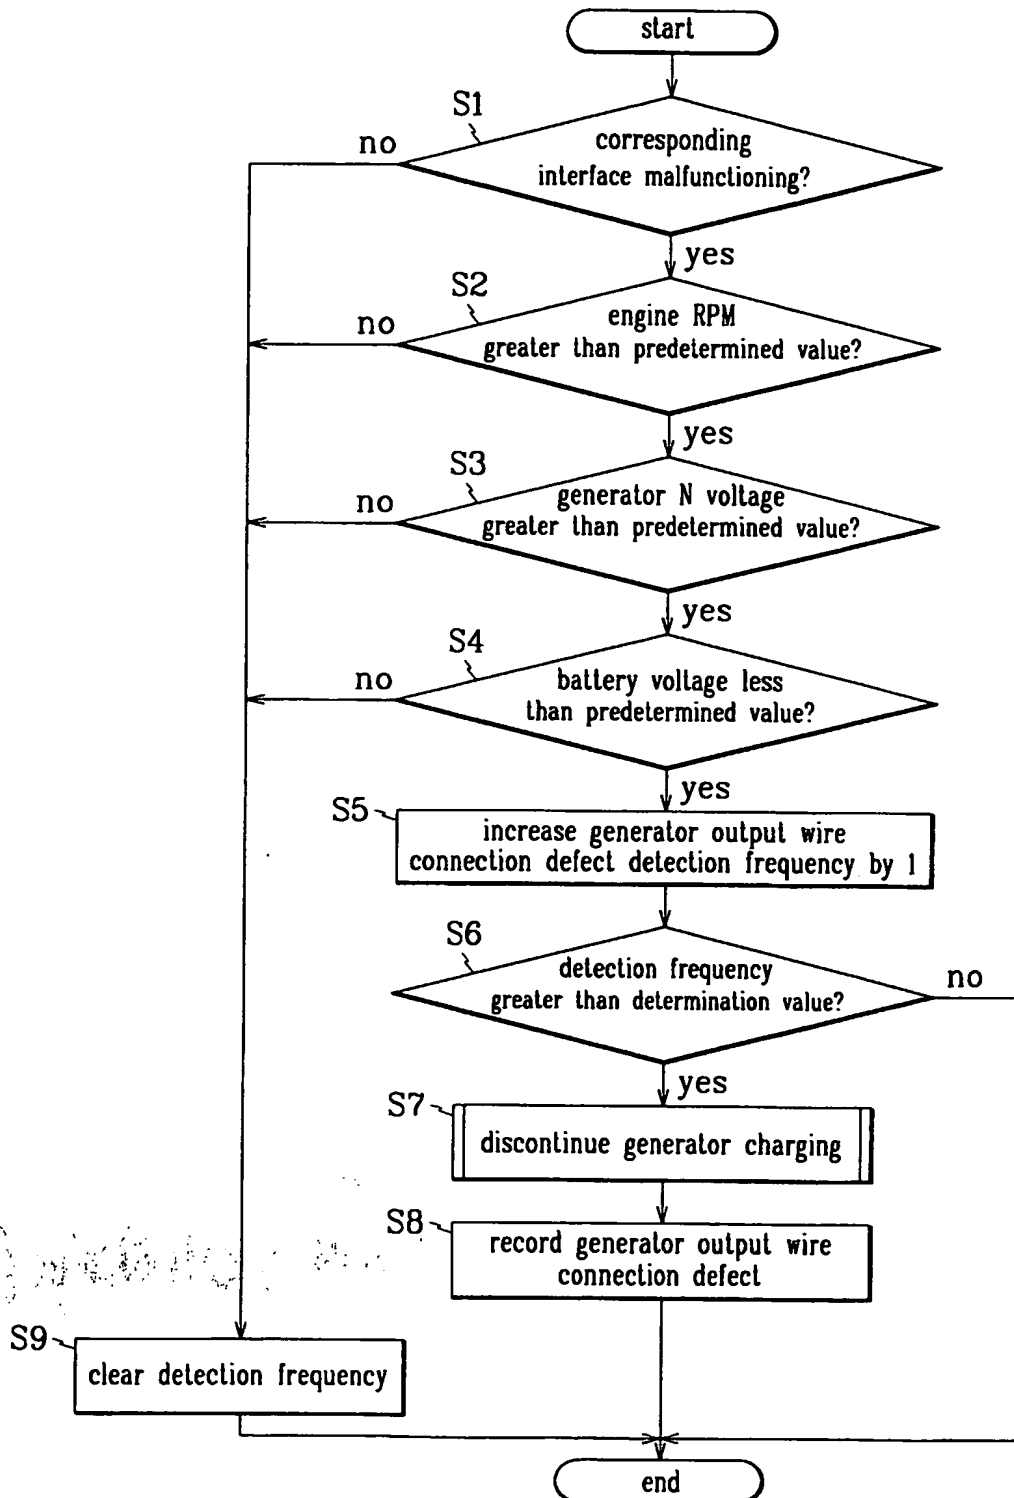 start
S1
no
corresponding
interface malfunctioning?
yes
S2
no
engine RPM
greater than predetermined value?
yes
S3
no
generator N voltage
greater than predetermined value?
yes
S4
no
battery voltage less
than predetermined value?
yes
S5
increase generator output wire
connection defect detection frequency by 1
S6
no
detection frequency
greater than determination value?
yes
S7
discontinue generator charging
S8
record generator output wire
connection defect
S9
clear detection frequency
end